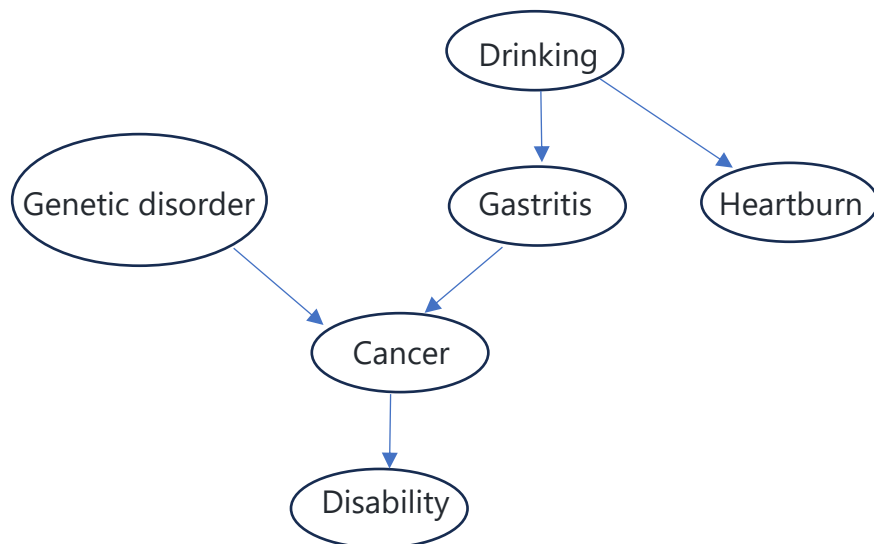 Drinking
Genetic disorder
Gastritis
Heartburn
Cancer
Disability